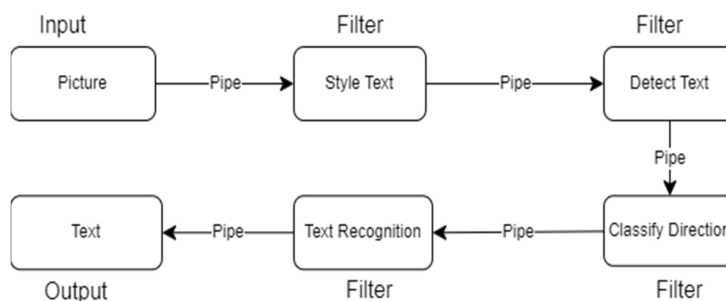 Input Filter Filter
Picture Pipe Style Text Pipe Detect Text
Pipe
Text Pipe Text Recognition Pipe Classify Direction
Output Filter Filter